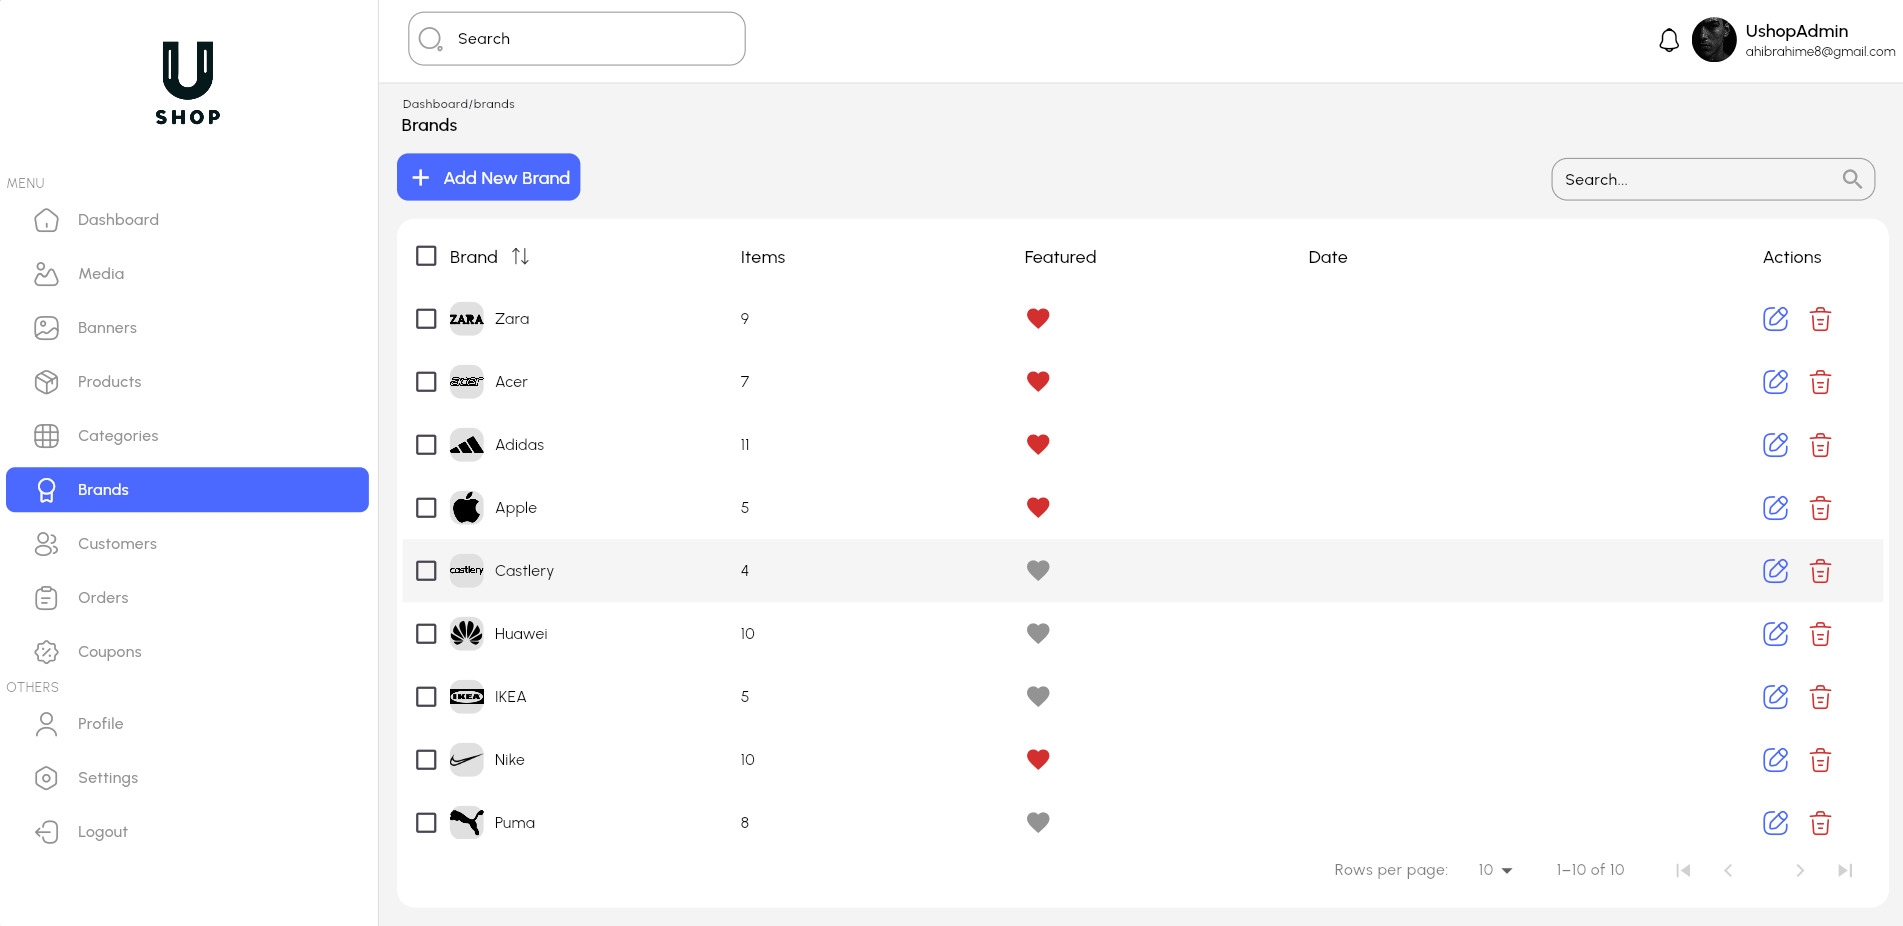 U
SHOP
MENU
Dashboard
Media
Banners
Products
Categories
Brands
Customers
Orders
Coupons
OTHERS
Profile
Settings
Logout
Search
UshopAdmin
ahibrahime8@gmail.com
Dashboard/brands
Brands
Add New Brand
Search...
Brand Items Featured Date Actions
ZARA Zara 9
acer Acer 7
Adidas 11
Apple 5
castlery Castlery 4
Huawei 10
IKEA IKEA 5
Nike 10
Puma 8
Rows per page: 10 1–10 of 10